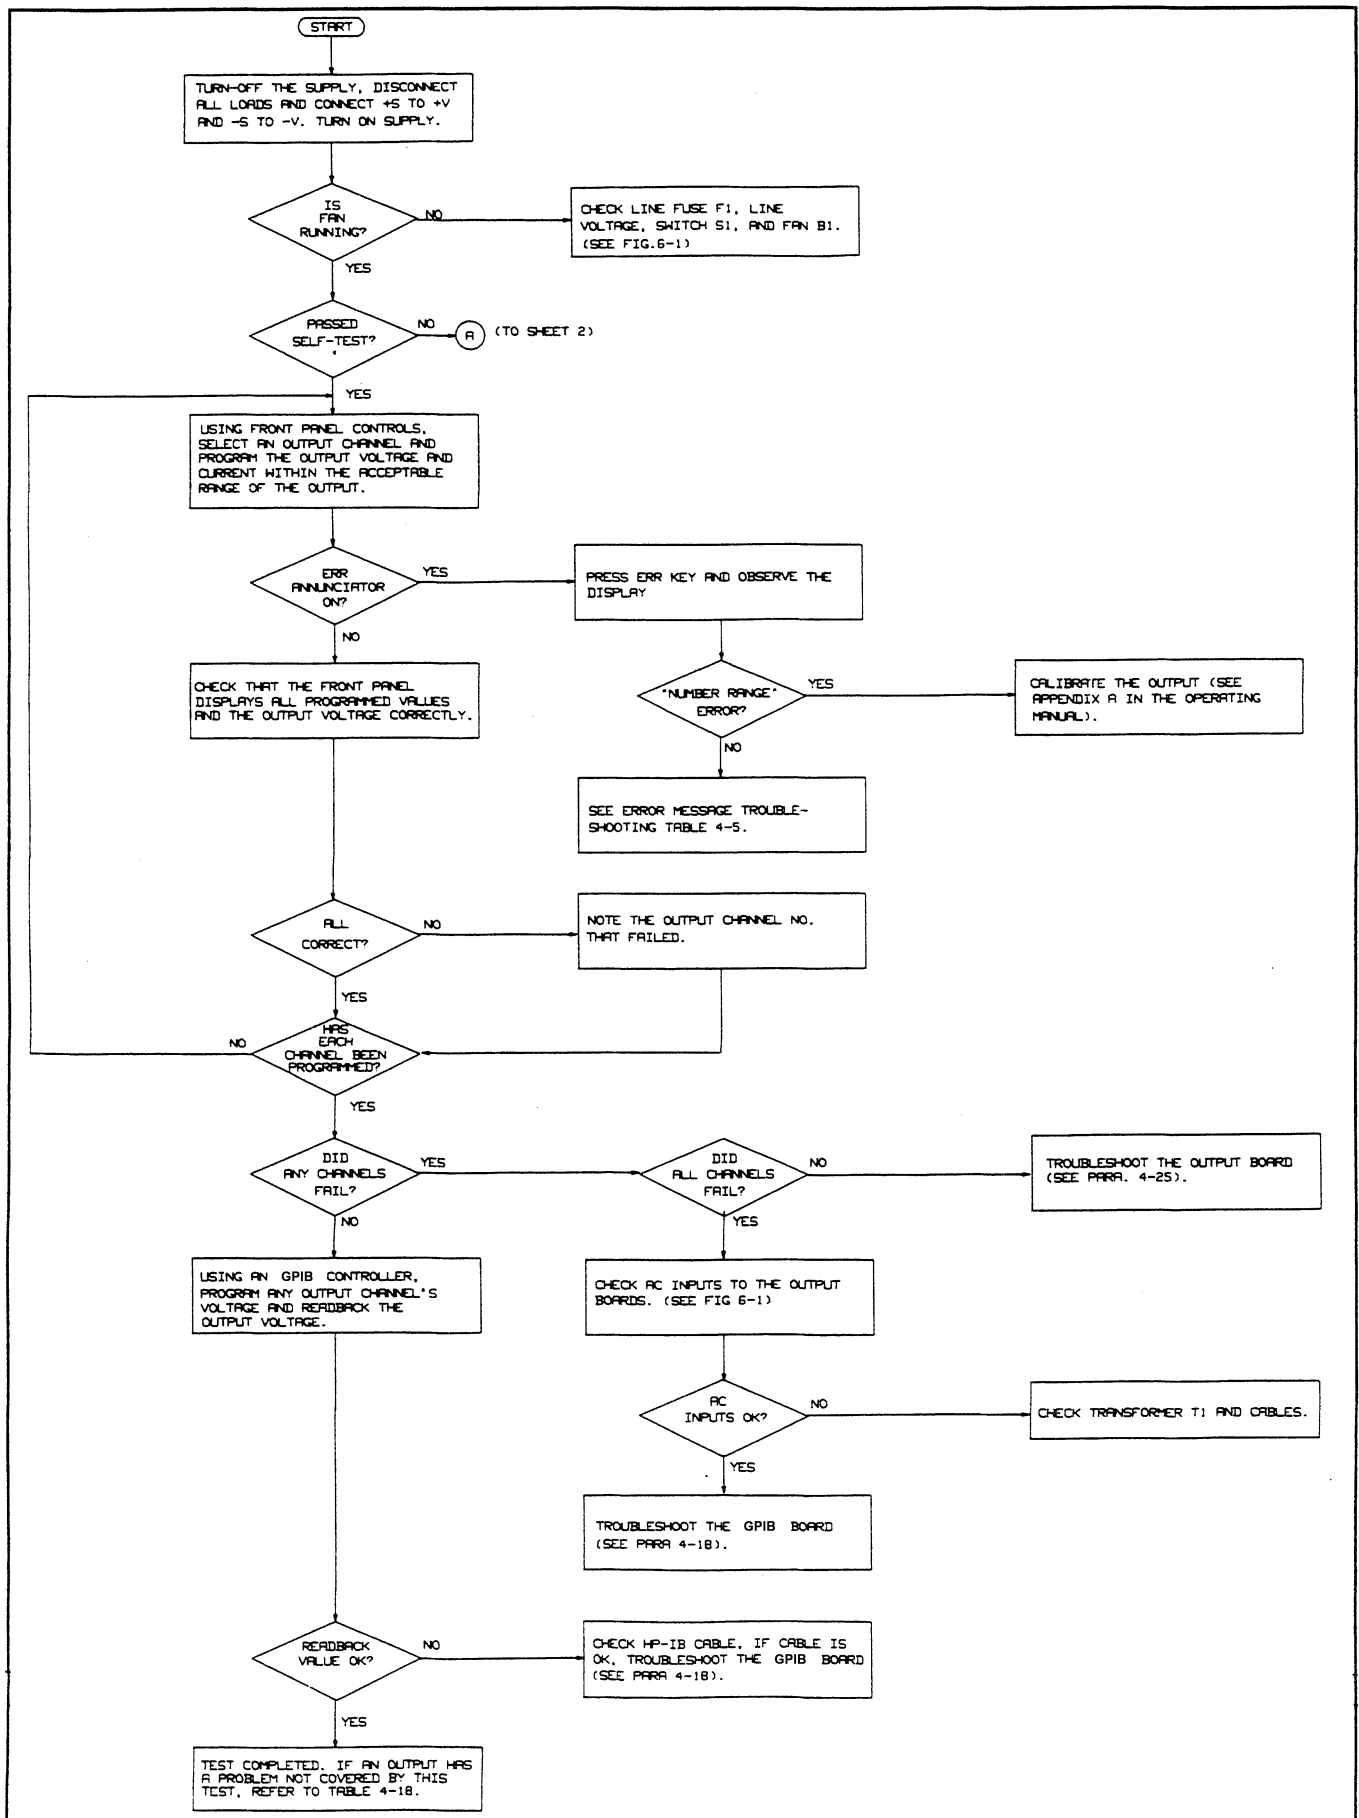 START
TURN-OFF THE SUPPLY, DISCONNECT
ALL LOADS AND CONNECT +S TO +V
AND -S TO -V. TURN ON SUPPLY.
IS
FAN
RUNNING?
NO
CHECK LINE FUSE F1, LINE
VOLTAGE, SWITCH S1, AND FAN B1.
(SEE FIG.6-1)
YES
PASSED
SELF-TEST?
NO
A
(TO SHEET 2)
YES
USING FRONT PANEL CONTROLS,
SELECT AN OUTPUT CHANNEL AND
PROGRAM THE OUTPUT VOLTAGE AND
CURRENT WITHIN THE ACCEPTABLE
RANGE OF THE OUTPUT.
ERR
ANNUNCIATOR
ON?
YES
PRESS ERR KEY AND OBSERVE THE
DISPLAY
NO
CHECK THAT THE FRONT PANEL
DISPLAYS ALL PROGRAMMED VALUES
AND THE OUTPUT VOLTAGE CORRECTLY.
"NUMBER RANGE"
ERROR?
YES
CALIBRATE THE OUTPUT (SEE
APPENDIX A IN THE OPERATING
MANUAL).
NO
SEE ERROR MESSAGE TROUBLE-
SHOOTING TABLE 4-5.
ALL
CORRECT?
NO
NOTE THE OUTPUT CHANNEL NO.
THAT FAILED.
YES
HAS
EACH
CHANNEL BEEN
PROGRAMMED?
NO
YES
DID
ANY CHANNELS
FAIL?
YES
DID
ALL CHANNELS
FAIL?
NO
TROUBLESHOOT THE OUTPUT BOARD
(SEE PARA. 4-25).
NO
YES
USING AN GPIB CONTROLLER,
PROGRAM ANY OUTPUT CHANNEL'S
VOLTAGE AND READBACK THE
OUTPUT VOLTAGE.
CHECK AC INPUTS TO THE OUTPUT
BOARDS. (SEE FIG 6-1)
AC
INPUTS OK?
NO
CHECK TRANSFORMER T1 AND CABLES.
YES
TROUBLESHOOT THE GPIB BOARD
(SEE PARA 4-18).
READBACK
VALUE OK?
NO
CHECK HP-IB CABLE, IF CABLE IS
OK, TROUBLESHOOT THE GPIB BOARD
(SEE PARA 4-18).
YES
TEST COMPLETED. IF AN OUTPUT HAS
A PROBLEM NOT COVERED BY THIS
TEST, REFER TO TABLE 4-18.